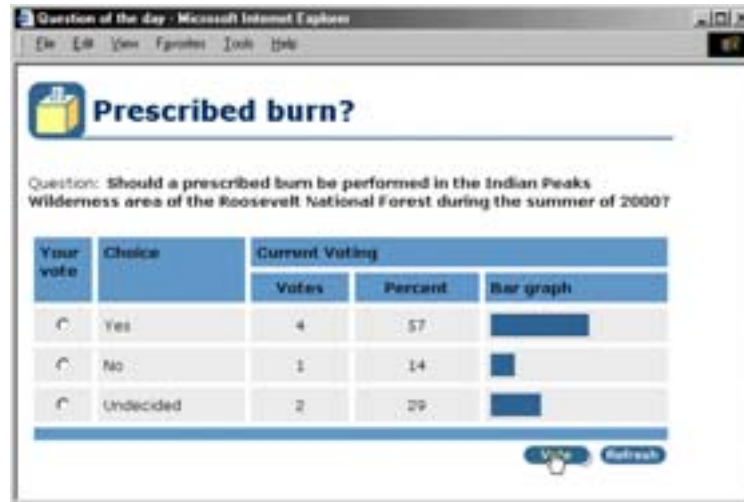 Question of the day - Microsoft Internet Explorer
File Edit View Favorites Tools Help
Prescribed burn?
Question: Should a prescribed burn be performed in the Indian Peaks
Wilderness area of the Roosevelt National Forest during the summer of 2000?
Your vote Choice Current Voting
Votes Percent Bar graph
Yes 4 57
No 1 14
Undecided 2 29
Vote Refresh